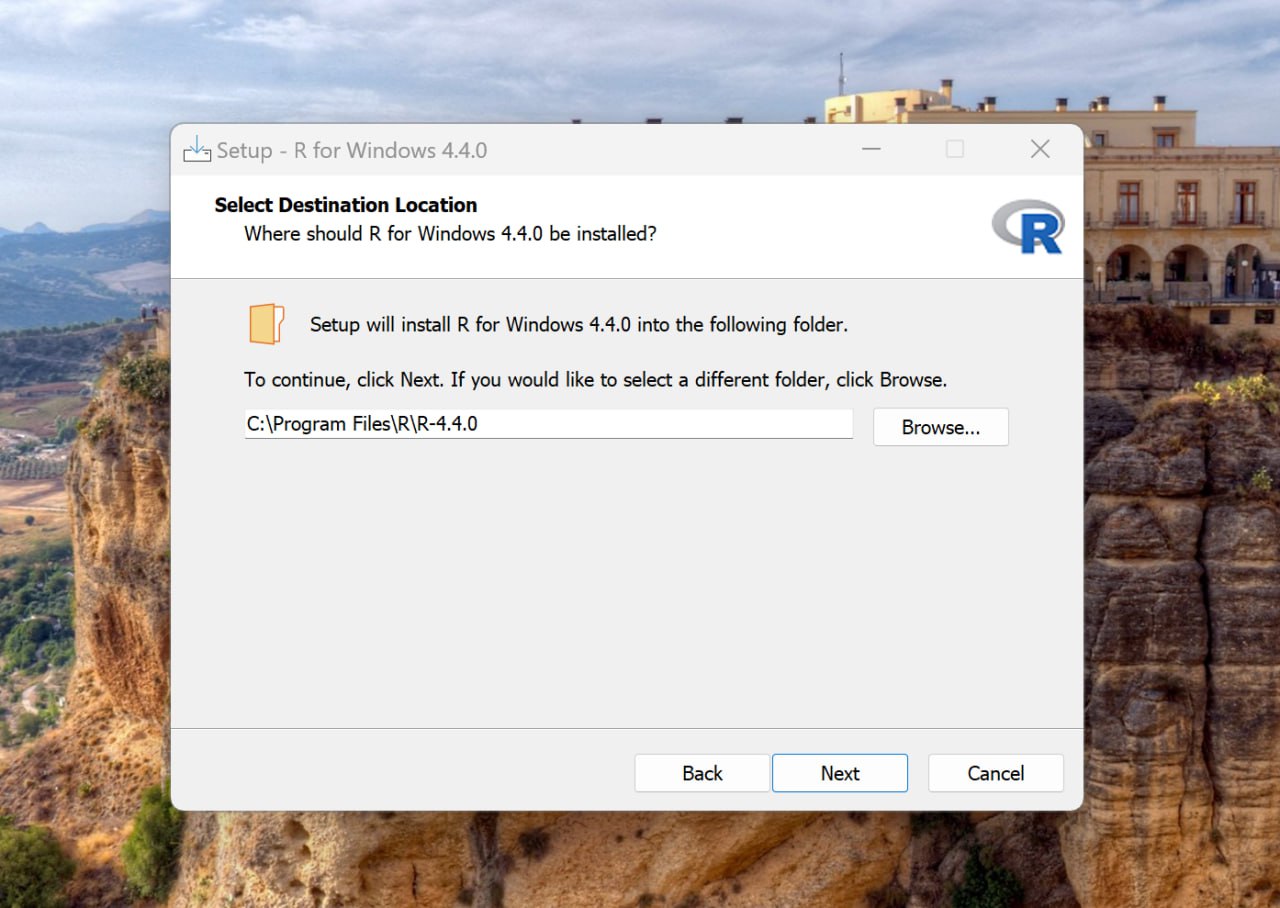 Setup - R for Windows 4.4.0
Select Destination Location
Where should R for Windows 4.4.0 be installed?
R
Setup will install R for Windows 4.4.0 into the following folder.
To continue, click Next. If you would like to select a different folder, click Browse.
C:\Program Files\R\R-4.4.0
Browse...
Back
Next
Cancel